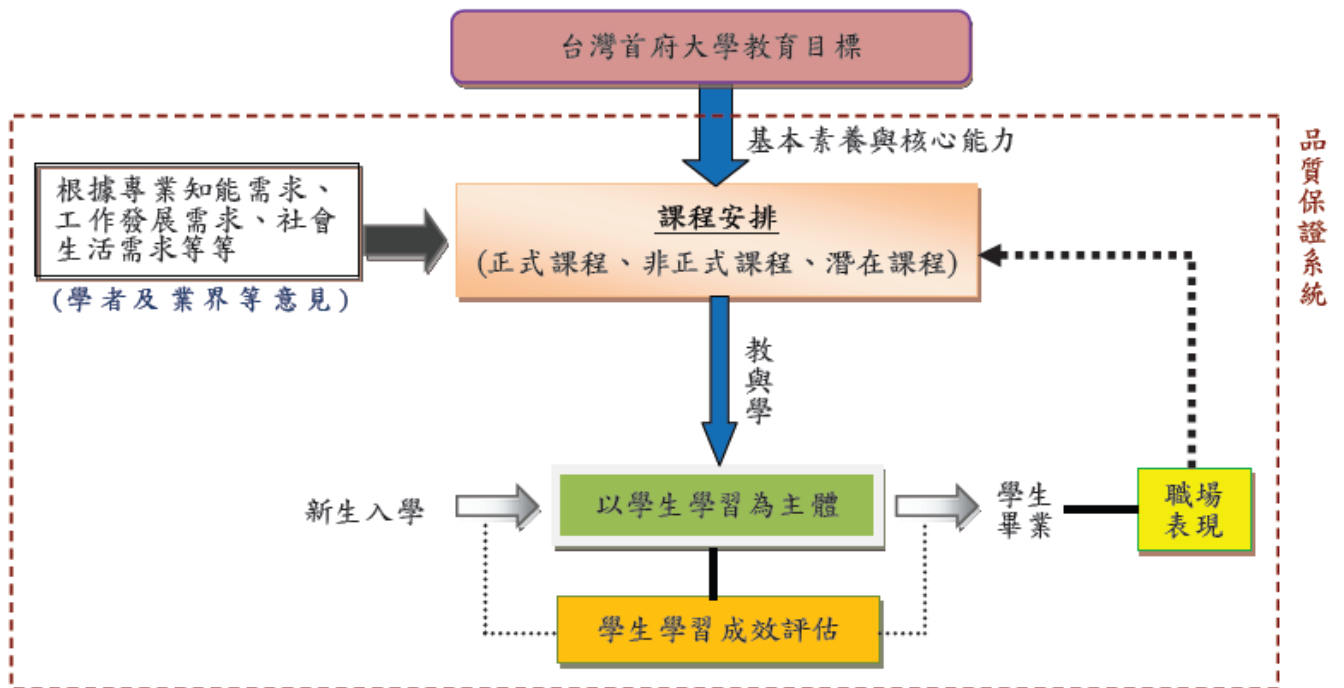 台灣首府大學教育目標
基本素養與核心能力
品質保證系統
根據專業知能需求、
工作發展需求、社會
生活需求等等
(學者及業界等意見)
課程安排
(正式課程、非正式課程、潛在課程)
教與學
新生入學
以學生學習為主體
學生
畢業
職場
表現
學生學習成效評估